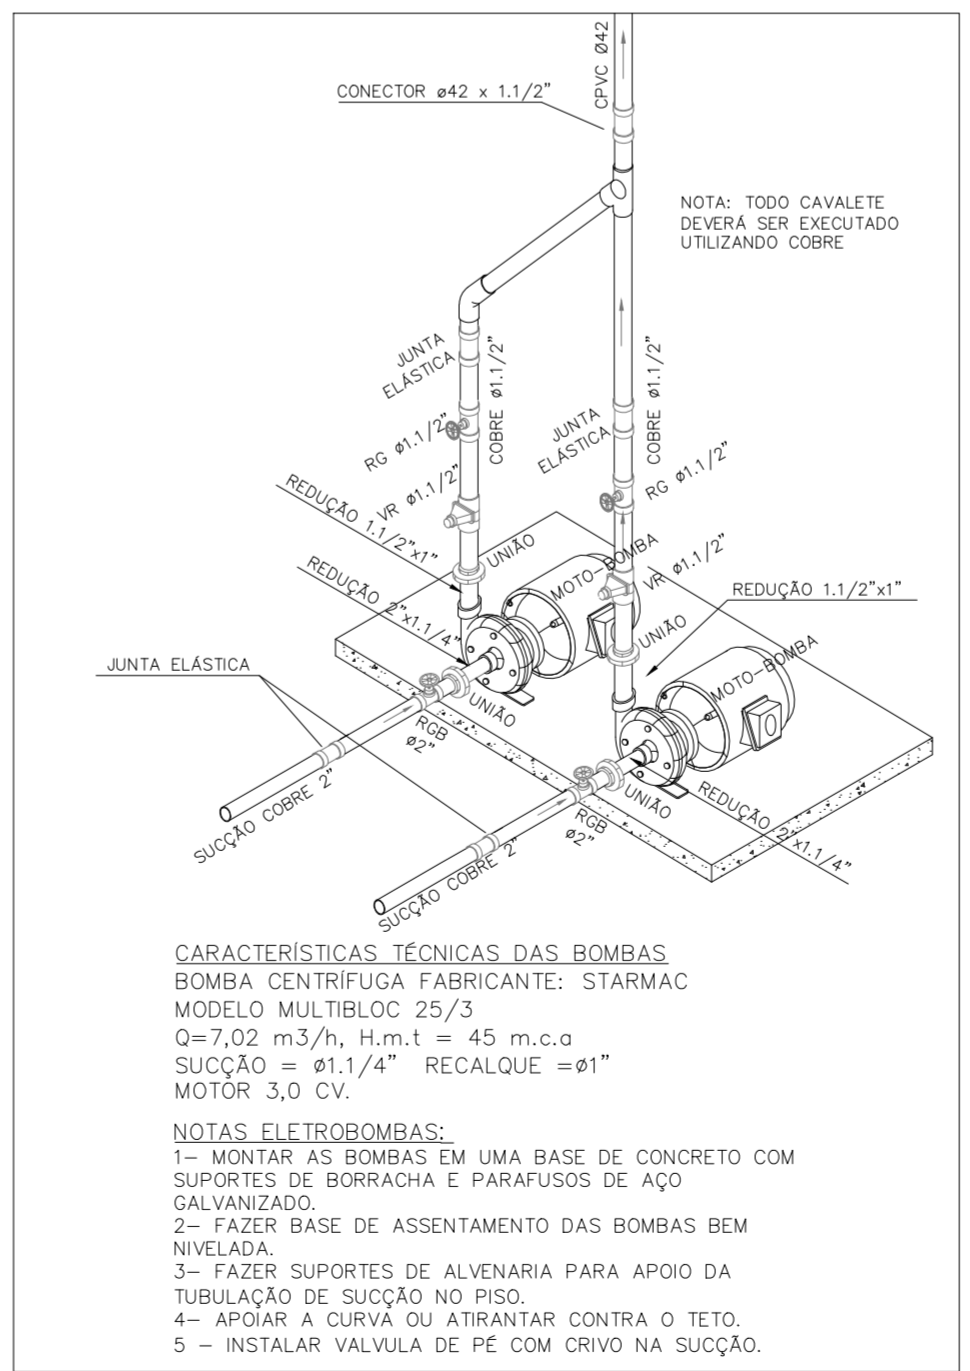 CPVC Ø42
CONECTOR ø42 x 1.1/2"
NOTA: TODO CAVALETE
DEVERÁ SER EXECUTADO
UTILIZANDO COBRE
JUNTA
ELÁSTICA
COBRE ø1.1/2"
RG ø1.1/2"
VR ø1.1/2"
REDUÇÃO 1.1/2"x1"
REDUÇÃO 2"x1.1/4"
UNIÃO
MOTO-BOMBA
JUNTA
ELÁSTICA
COBRE ø1.1/2"
RG ø1.1/2"
VR ø1.1/2"
REDUÇÃO 1.1/2"x1"
UNIÃO
MOTO-BOMBA
JUNTA ELÁSTICA
UNIÃO
RGB
ø2"
SUCÇÃO COBRE 2"
UNIÃO
RGB
ø2"
REDUÇÃO 2"x1.1/4"
SUCÇÃO COBRE 2"
CARACTERÍSTICAS TÉCNICAS DAS BOMBAS
BOMBA CENTRÍFUGA FABRICANTE: STARMAC
MODELO MULTIBLOC 25/3
Q=7,02 m3/h, H.m.t = 45 m.c.a
SUCÇÃO = ø1.1/4" RECALQUE =ø1"
MOTOR 3,0 CV.
NOTAS ELETROBOMBAS:
1- MONTAR AS BOMBAS EM UMA BASE DE CONCRETO COM
SUPORTES DE BORRACHA E PARAFUSOS DE AÇO
GALVANIZADO.
2- FAZER BASE DE ASSENTAMENTO DAS BOMBAS BEM
NIVELADA.
3- FAZER SUPORTES DE ALVENARIA PARA APOIO DA
TUBULAÇÃO DE SUCÇÃO NO PISO.
4- APOIAR A CURVA OU ATIRANTAR CONTRA O TETO.
5 - INSTALAR VALVULA DE PÉ COM CRIVO NA SUCÇÃO.